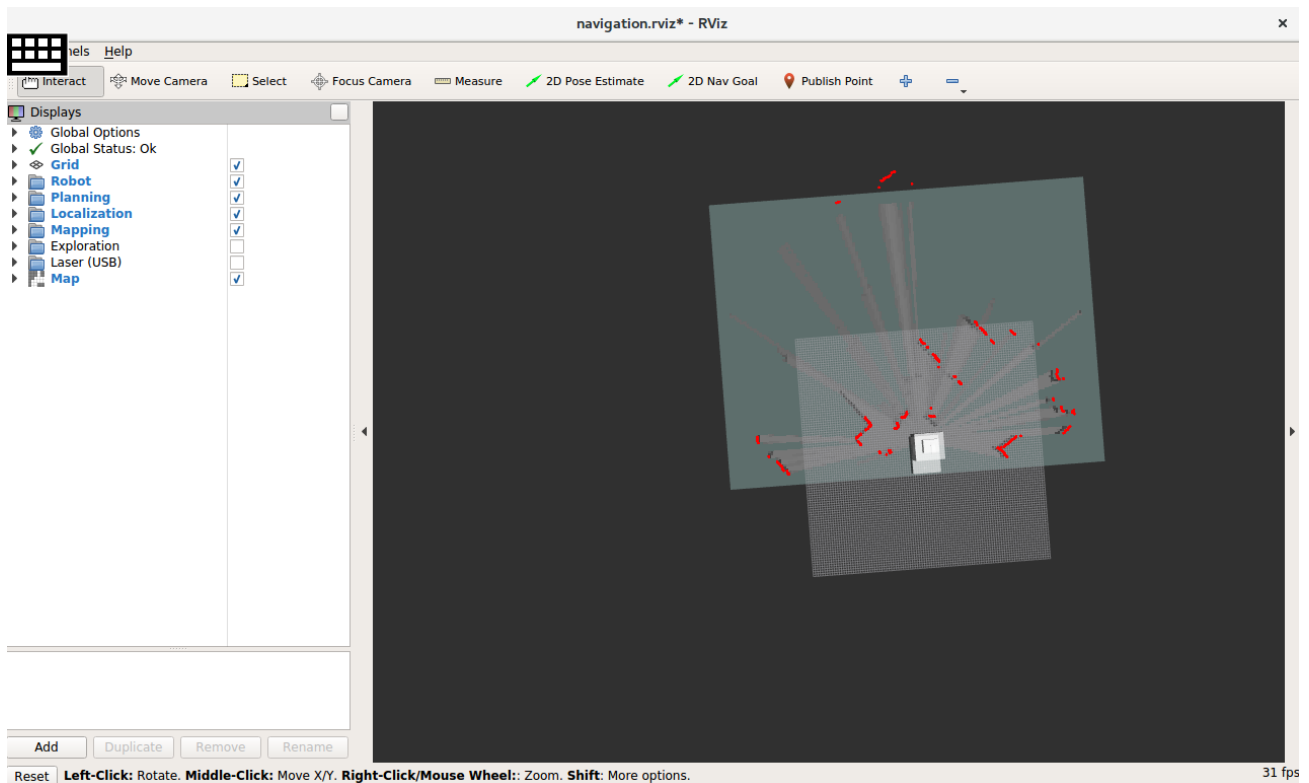 navigation.rviz* - RViz
nels Help
Interact Move Camera Select Focus Camera Measure 2D Pose Estimate 2D Nav Goal Publish Point
Displays
Global Options
Global Status: Ok
Grid
Robot
Planning
Localization
Mapping
Exploration
Laser (USB)
Map
Add Duplicate Remove Rename
Reset Left-Click: Rotate. Middle-Click: Move X/Y. Right-Click/Mouse Wheel:: Zoom. Shift: More options. 31 fps